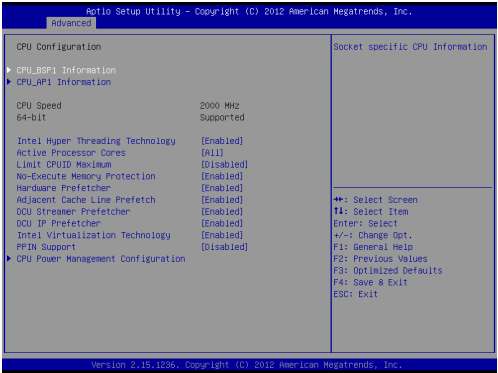 Aptio Setup Utility – Copyright (C) 2012 American Megatrends, Inc.
Advanced
CPU Configuration
Socket specific CPU Information
CPU_BSP1 Information
CPU_AP1 Information
CPU Speed 2000 MHz
64-bit Supported
Intel Hyper Threading Technology [Enabled]
Active Processor Cores [All]
Limit CPUID Maximum [Disabled]
No-Execute Memory Protection [Enabled]
Hardware Prefetcher [Enabled]
Adjacent Cache Line Prefetch [Enabled]
DCU Streamer Prefetcher [Enabled]
DCU IP Prefetcher [Enabled]
Intel Virtualization Technology [Enabled]
PPIN Support [Disabled]
CPU Power Management Configuration
→←: Select Screen
↑↓: Select Item
Enter: Select
+/-: Change Opt.
F1: General Help
F2: Previous Values
F3: Optimized Defaults
F4: Save & Exit
ESC: Exit
Version 2.15.1236. Copyright (C) 2012 American Megatrends, Inc.